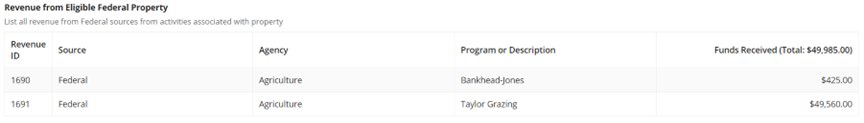 Revenue from Eligible Federal Property
List all revenue from Federal sources from activities associated with property
Revenue ID Source Agency Program or Description Funds Received (Total: $49,985.00)
1690 Federal Agriculture Bankhead-Jones $425.00
1691 Federal Agriculture Taylor Grazing $49,560.00